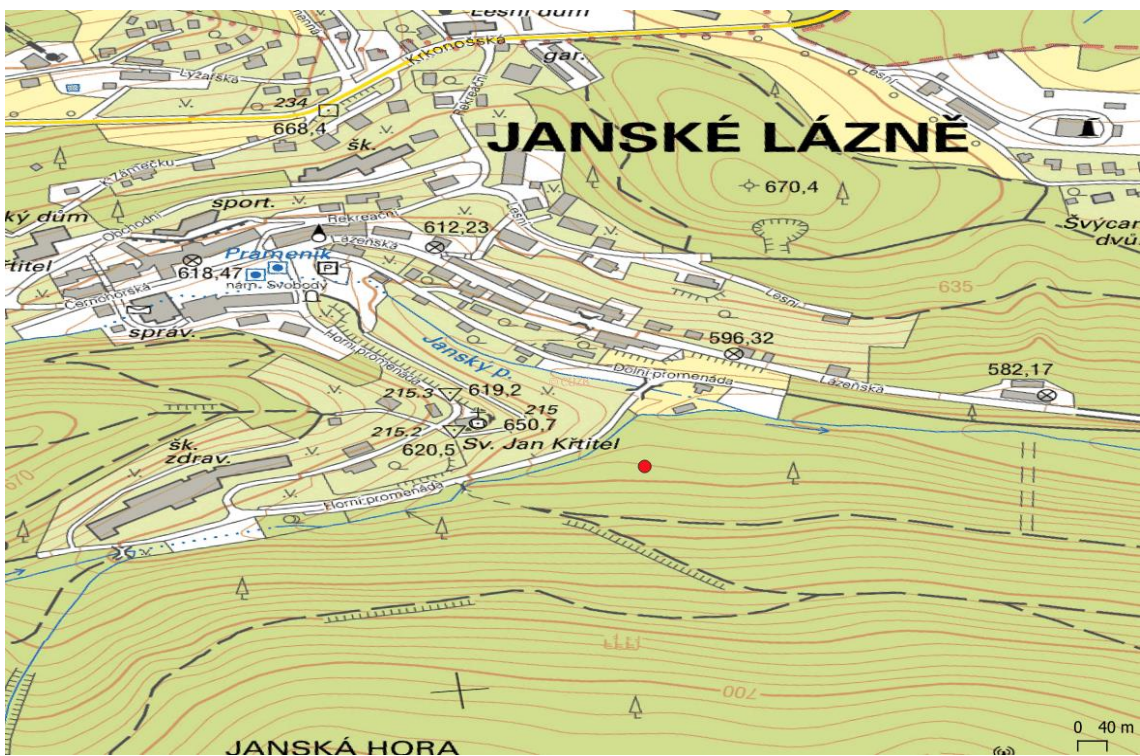 Lesní dům
Krkonošská
gar.
Lyžařská
Rekreační
Lesní
234
668,4
JANSKÉ LÁZNĚ
šk.
K Zámečku
670,4
ký dům
sport.
Obchodní
Rekreační
Lázeňská
612,23
Lesní
Švýcar
dvů
Křtitel
Prameník
618,47
P
nám. Svobody
635
Černohorská
Lesní
správ.
Horní promenáda
Janský p.
596,32
Dolní promenáda
Lázeňská
582,17
215.3
619,2
215
650,7
215.2
620,5
Sv. Jan Křtitel
šk.
zdrav.
670
Horní promenáda
700
JANSKÁ HORA
0 40 m